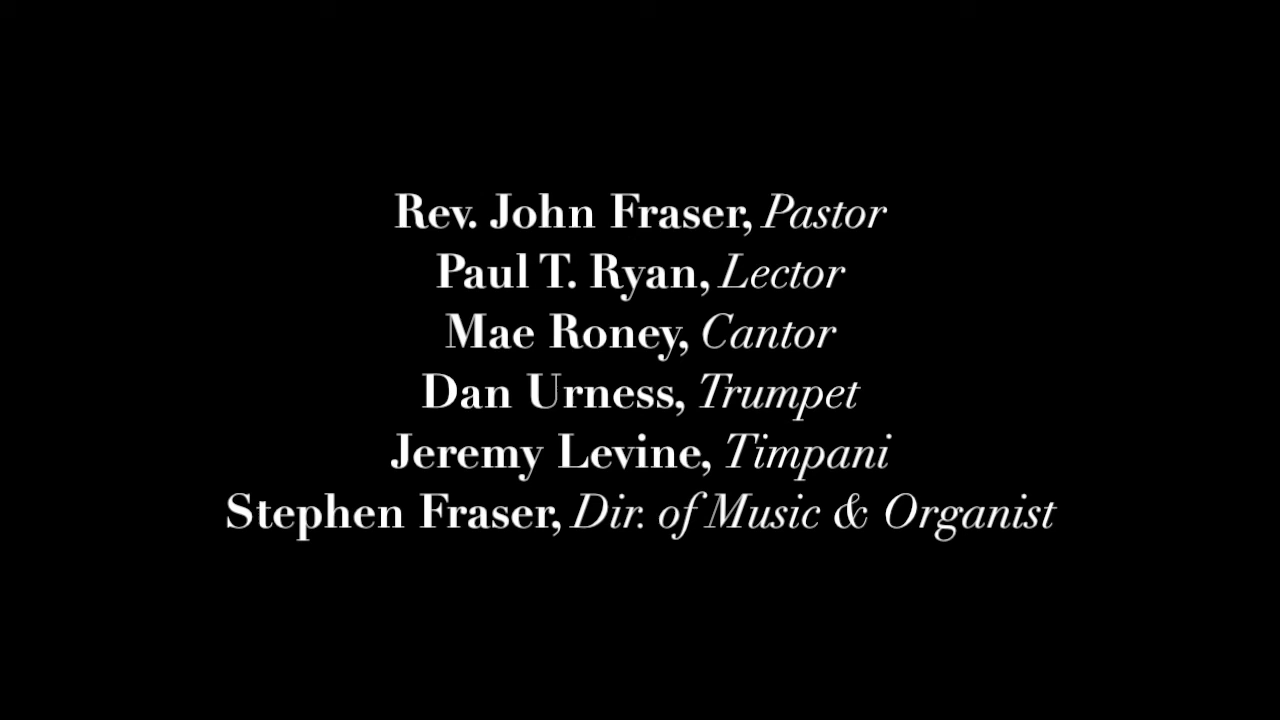 Rev. John Fraser, Pastor
Paul T. Ryan, Lector
Mae Roney, Cantor
Dan Urness, Trumpet
Jeremy Levine, Timpani
Stephen Fraser, Dir. of Music & Organist